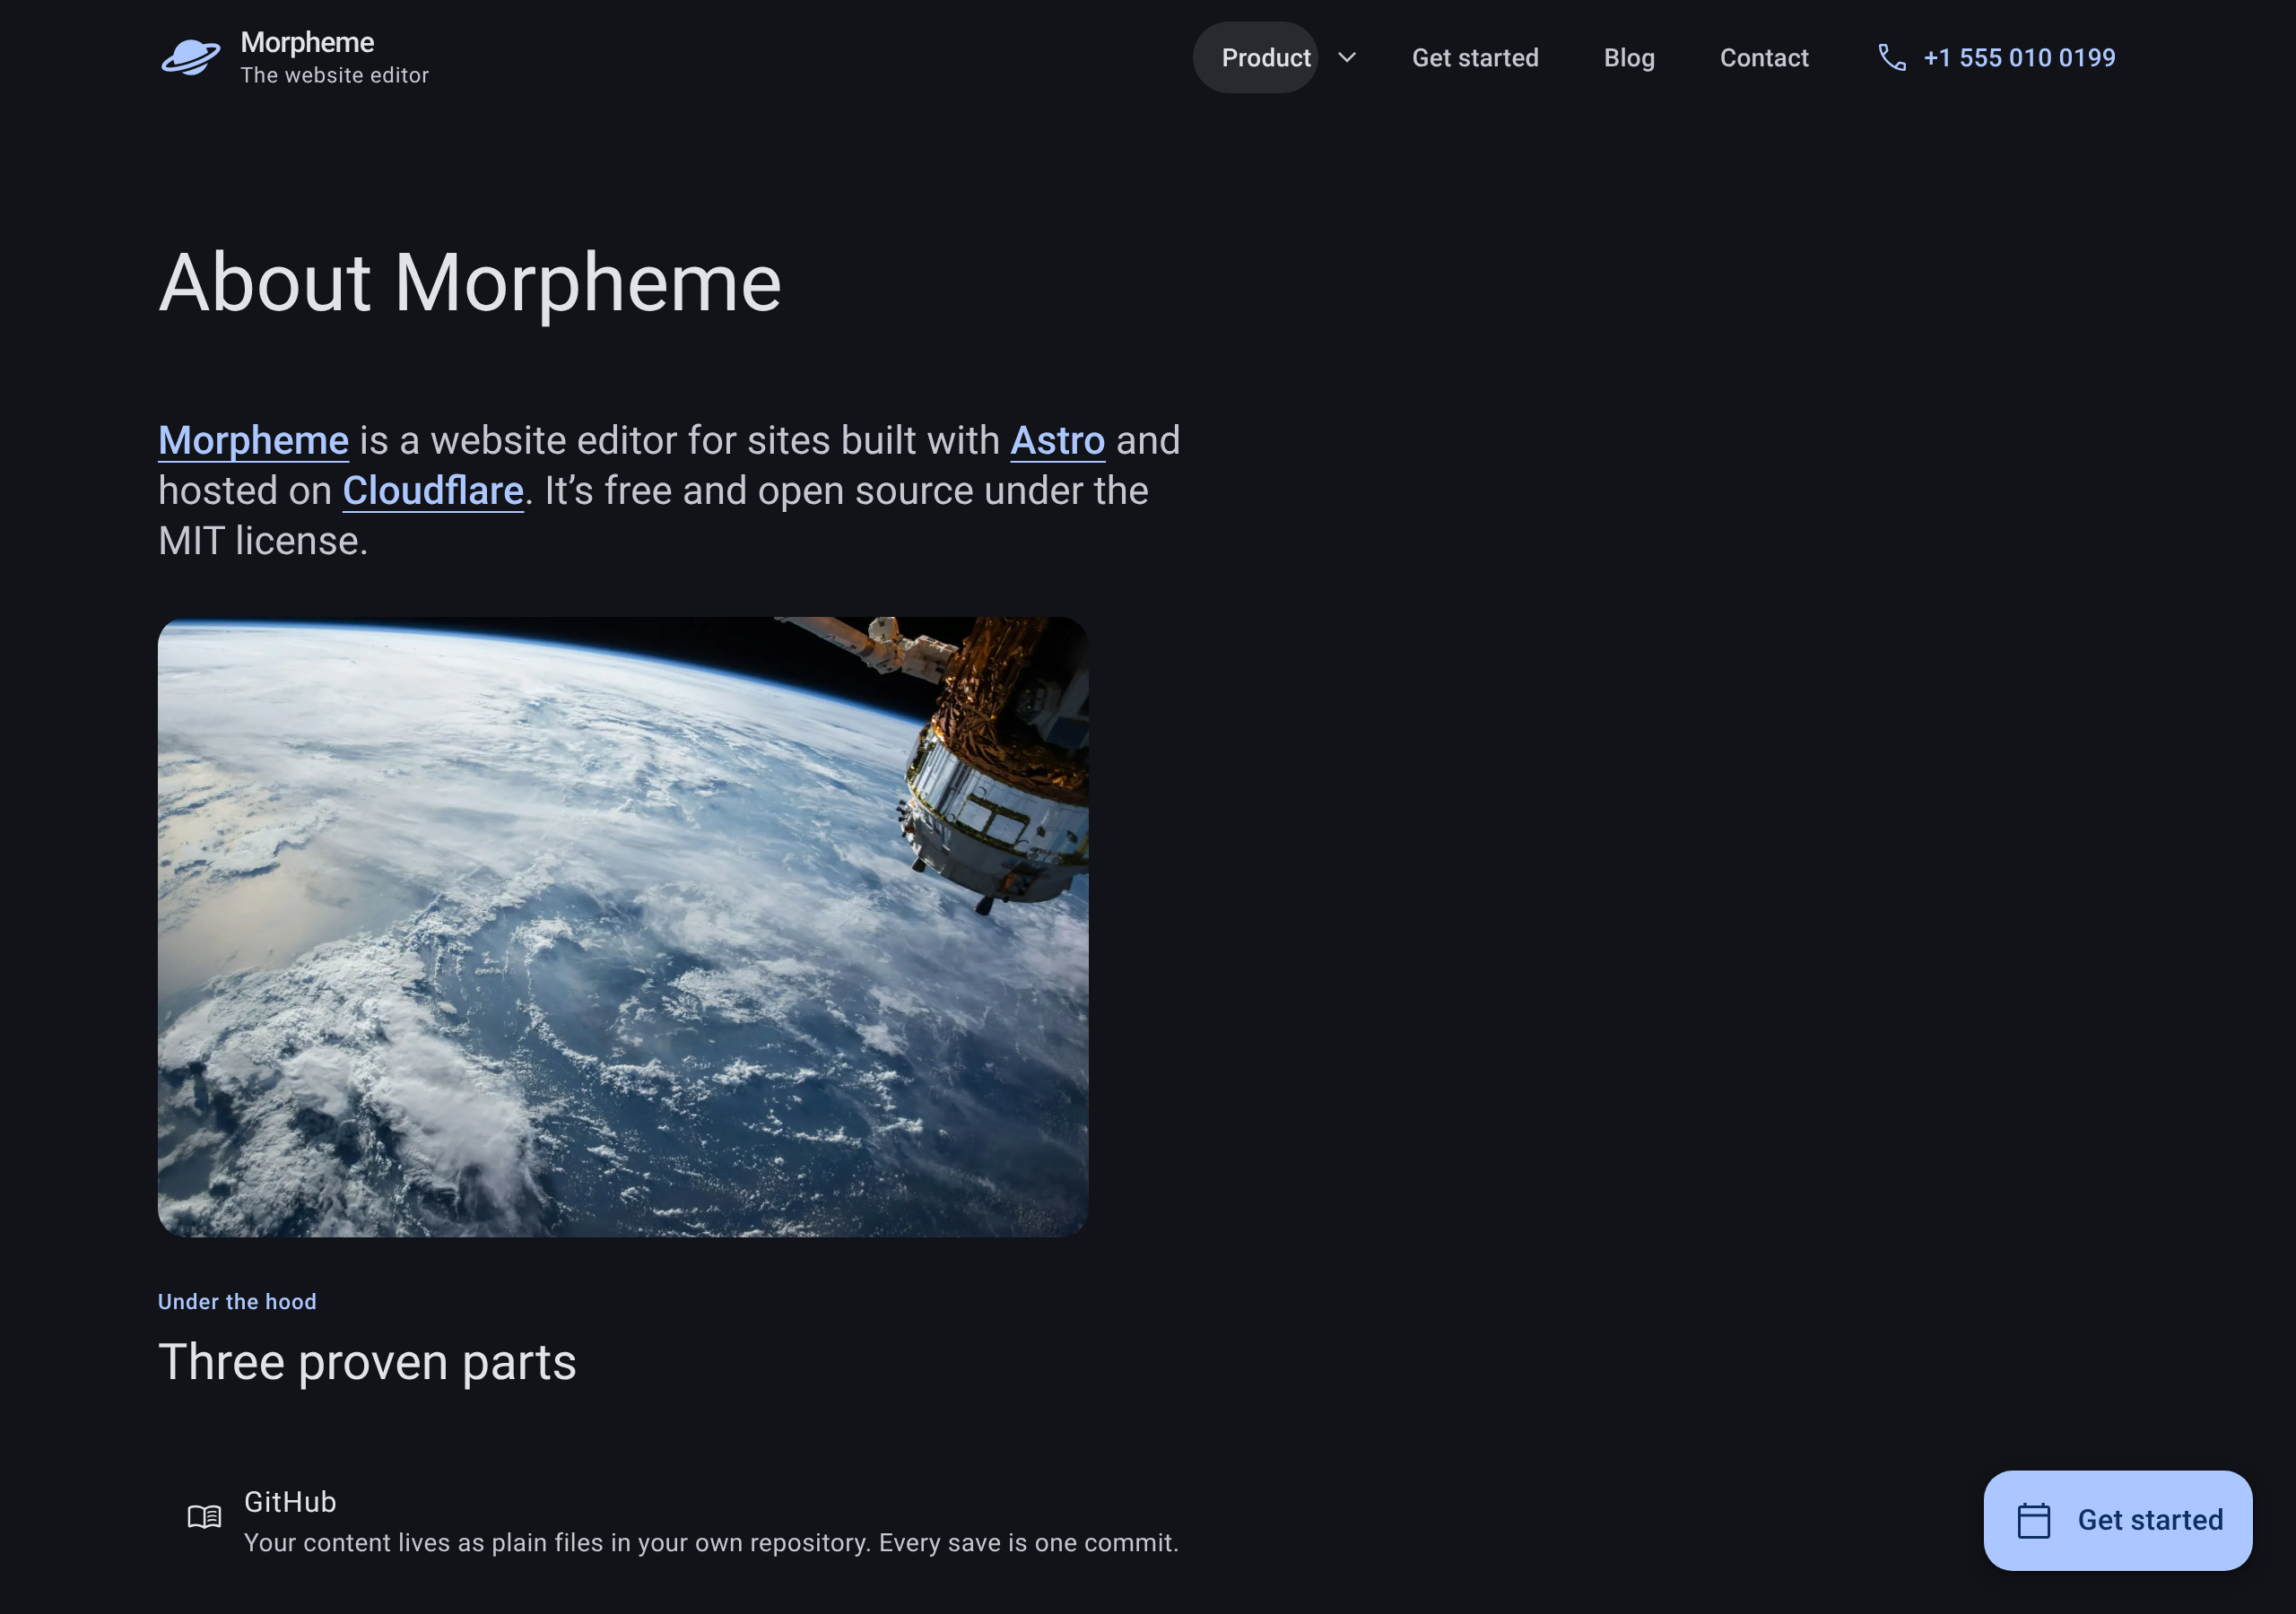 Morpheme
The website editor
Product
Get started
Blog
Contact
+1 555 010 0199
About Morpheme
Morpheme is a website editor for sites built with Astro and
hosted on Cloudflare. It’s free and open source under the
MIT license.
Under the hood
Three proven parts
GitHub
Your content lives as plain files in your own repository. Every save is one commit.
Get started